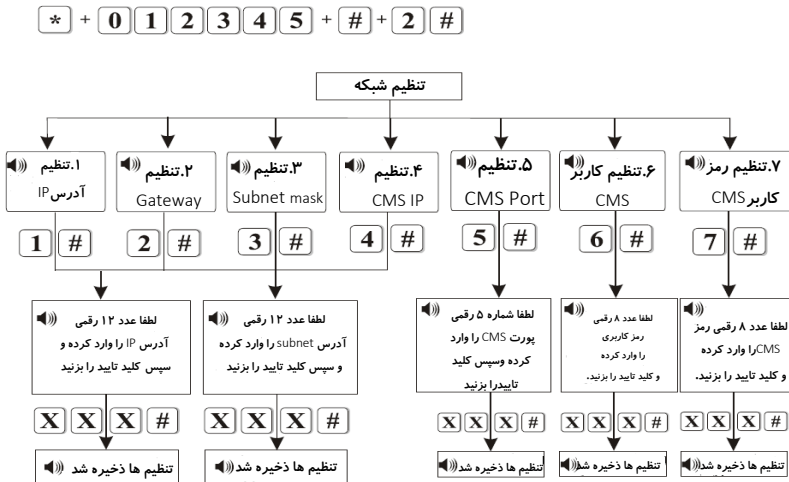 * + 0 1 2 3 4 5 + # + 2 #
تنظیم شبکه
۱.تنظیم
آدرس IP
۲.تنظیم
Gateway
۳.تنظیم
Subnet mask
۴.تنظیم
CMS IP
۵.تنظیم
CMS Port
۶.تنظیم کاربر
CMS
۷.تنظیم رمز
کاربر CMS
1 #
2 #
3 #
4 #
5 #
6 #
7 #
لطفا عدد ۱۲ رقمی
آدرس IP را وارد کرده و
سپس کلید تایید را بزنید
لطفا عدد ۱۲ رقمی
آدرس subnet را وارد کرده
و سپس کلید تایید را بزنید
لطفا شماره ۵ رقمی
پورت CMS را وارد
کرده وسپس کلید
تاییدرا بزنید
لطفا عدد ۸ رقمی
رمز کاربری
را وارد کرده
و کلید تایید را بزنید.
لطفا عدد ۸ رقمی رمز
CMSرا وارد کرده
و کلید تایید را بزنید.
X X X #
X X X #
X X X #
X X X #
X X X #
تنظیم ها ذخیره شد
تنظیم ها ذخیره شد
تنظیم ها ذخیره شد
تنظیم ها ذخیره شد
تنظیم ها ذخیره شد